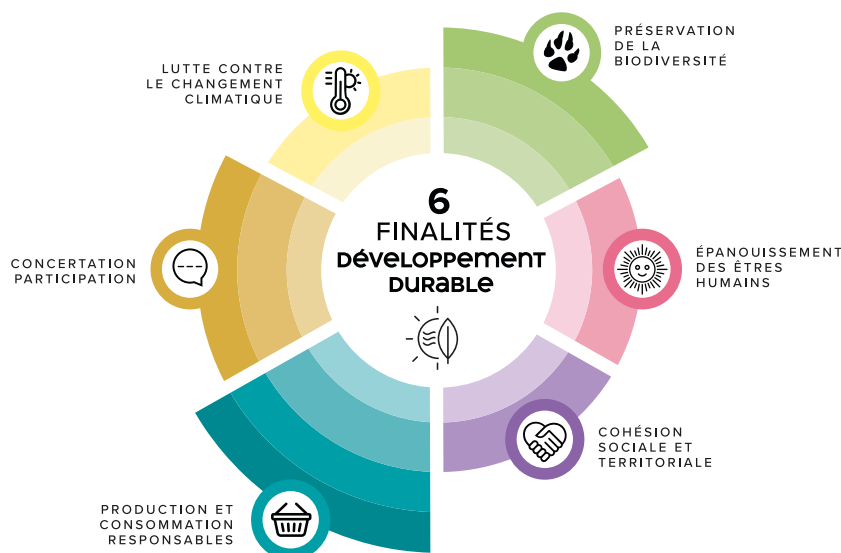 6
FINALITÉS
DÉVELOPPEMENT
DURABLE
PRÉSERVATION
DE LA
BIODIVERSITÉ
ÉPANOUISSEMENT
DES ÊTRES
HUMAINS
COHÉSION
SOCIALE ET
TERRITORIALE
PRODUCTION ET
CONSOMMATION
RESPONSABLES
CONCERTATION
PARTICIPATION
LUTTE CONTRE
LE CHANGEMENT
CLIMATIQUE